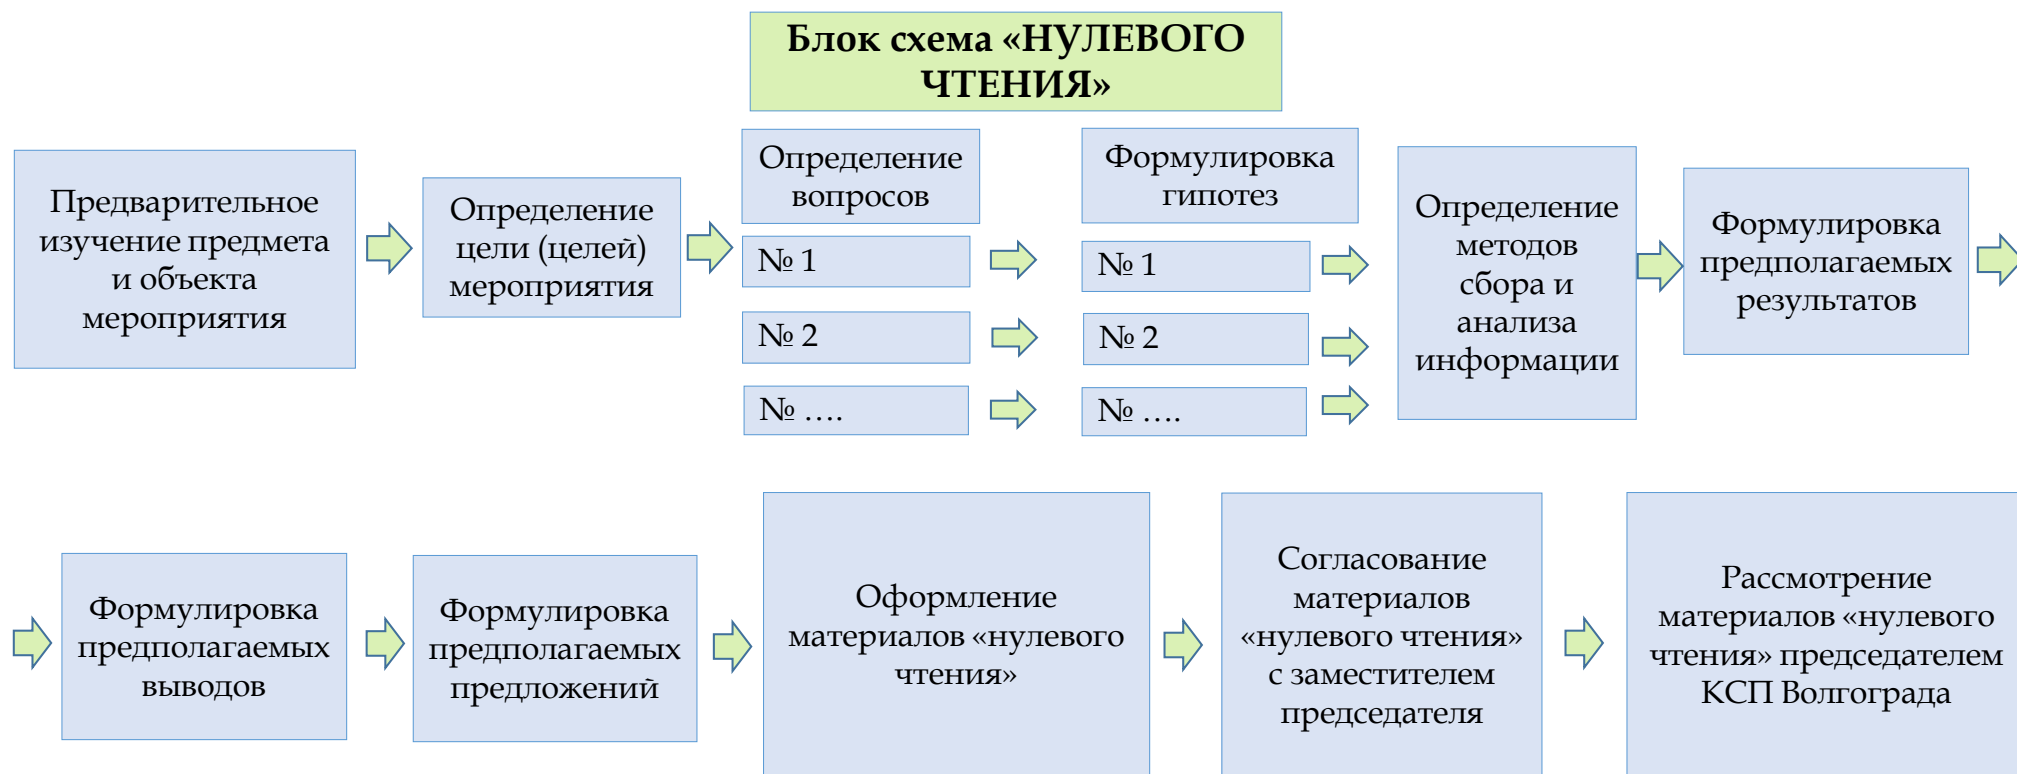 Блок схема «НУЛЕВОГО
ЧТЕНИЯ»
Предварительное
изучение предмета
и объекта
мероприятия
Определение
цели (целей)
мероприятия
Определение
вопросов
№ 1
№ 2
№ ....
Формулировка
гипотез
№ 1
№ 2
№ ....
Определение
методов
сбора и
анализа
информации
Формулировка
предполагаемых
результатов
Формулировка
предполагаемых
выводов
Формулировка
предполагаемых
предложений
Оформление
материалов «нулевого
чтения»
Согласование
материалов
«нулевого чтения»
с заместителем
председателя
Рассмотрение
материалов «нулевого
чтения» председателем
КСП Волгограда